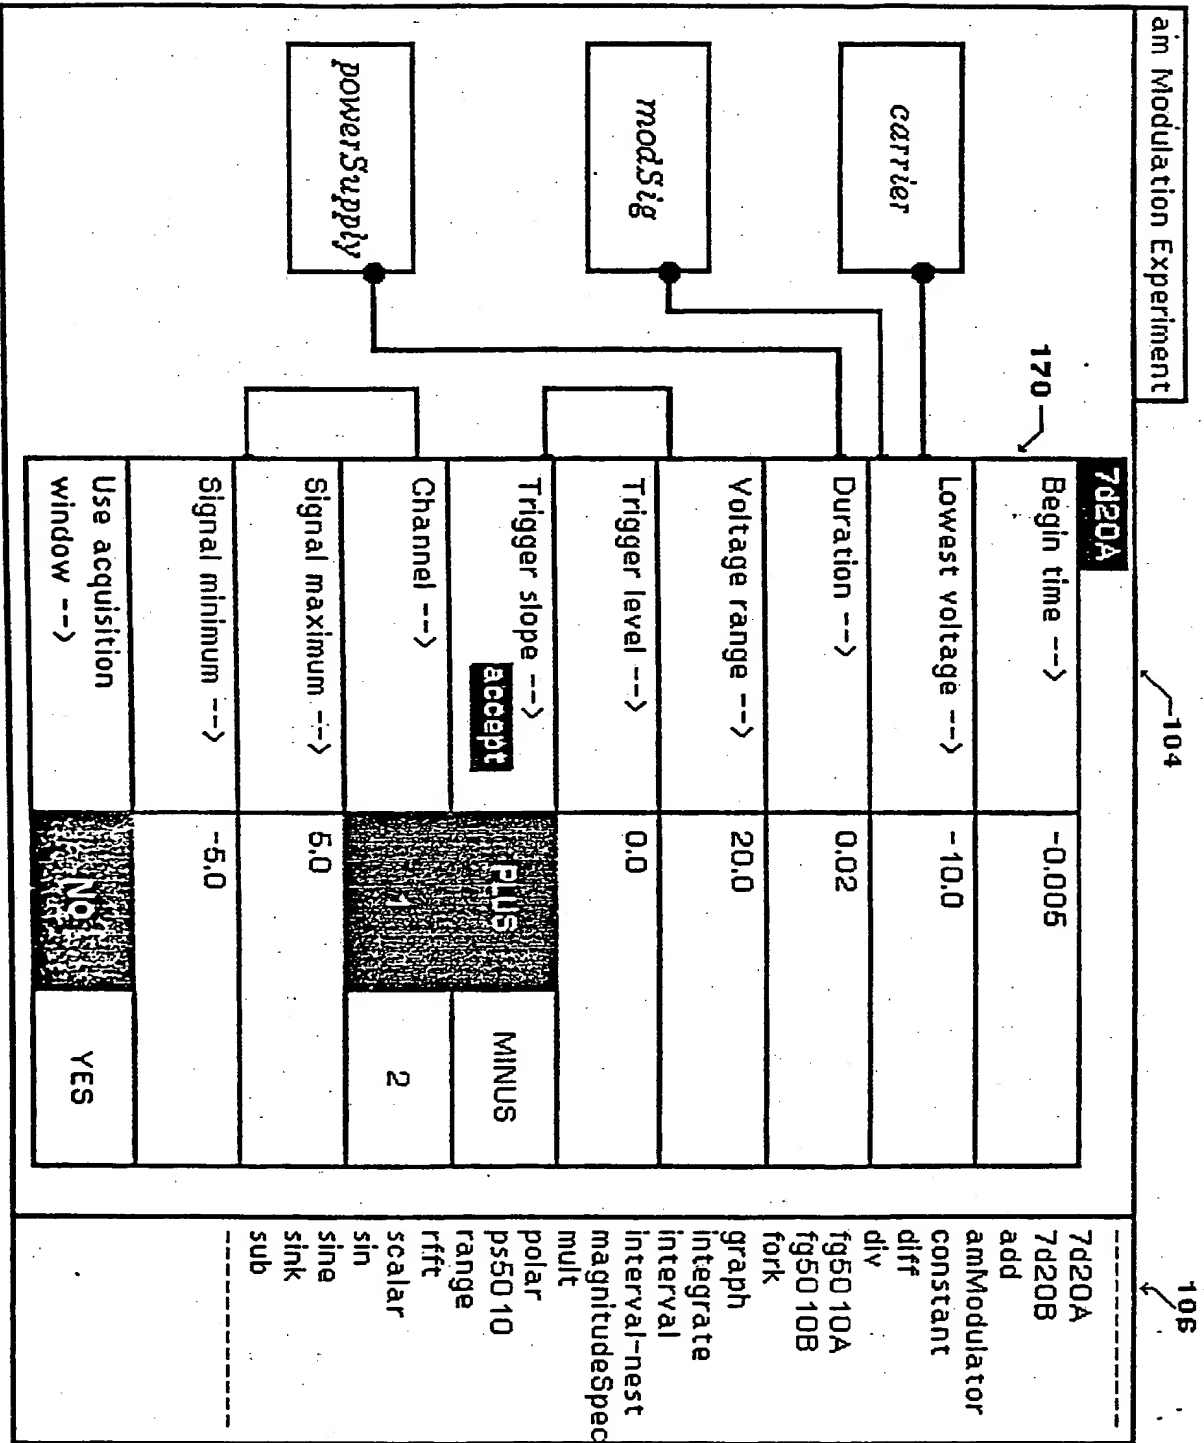 am Modulation Experiment
104
106
170
carrier
modSig
powerSupply
7d20A
Begin time --> -0.005
Lowest voltage --> -10.0
Duration --> 0.02
Voltage range --> 20.0
Trigger level --> 0.0
Trigger slope --> PLUS MINUS
accept
Channel --> 1 2
Signal maximum --> 5.0
Signal minimum --> -5.0
Use acquisition
window --> NO YES
7d20A
7d20B
add
amModulator
constant
diff
div
fg5010A
fg5010B
fork
graph
integrate
interval
interval-nest
magnitudeSpec
mult
polar
ps5010
range
rfft
scalar
sin
sine
sink
sub